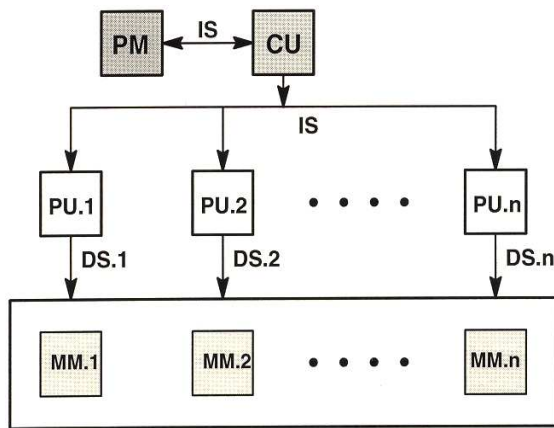 PM IS CU
IS
PU.1 PU.2 PU.n
DS.1 DS.2 DS.n
MM.1 MM.2 MM.n